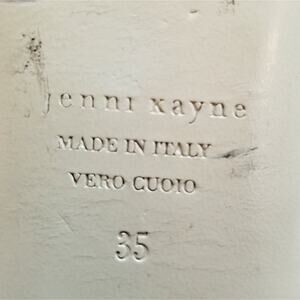 jenni kayne
MADE IN ITALY
VERO CUOIO
35